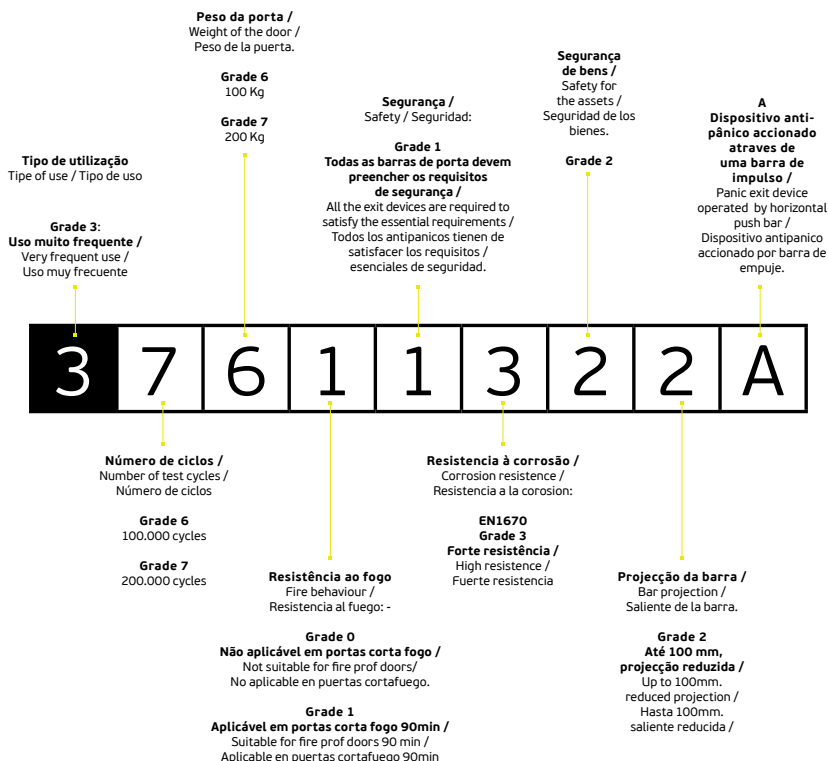 Peso da porta /
Weight of the door /
Peso de la puerta.
Grade 6
100 Kg
Grade 7
200 Kg
Segurança /
Safety / Seguridad:
Grade 1
Todas as barras de porta devem
preencher os requisitos
de segurança /
All the exit devices are required to
satisfy the essential requirements /
Todos los antipanicos tienen de
satisfacer los requisitos /
esenciales de seguridad.
Segurança
de bens /
Safety for
the assets /
Seguridad de los
bienes.
Grade 2
A
Dispositivo anti-
pânico accionado
atraves de
uma barra de
impulso /
Panic exit device
operated by horizontal
push bar /
Dispositivo antipanico
accionado por barra de
empuje.
Tipo de utilização
Tipe of use / Tipo de uso
Grade 3:
Uso muito frequente /
Very frequent use /
Uso muy frecuente
3 7 6 1 1 3 2 2 A
Número de ciclos /
Number of test cycles /
Número de ciclos
Grade 6
100.000 cycles
Grade 7
200.000 cycles
Resistência ao fogo
Fire behaviour /
Resistencia al fuego: -
Grade 0
Não aplicável em portas corta fogo /
Not suitable for fire prof doors/
No aplicable en puertas cortafuego.
Grade 1
Aplicável em portas corta fogo 90min /
Suitable for fire prof doors 90 min /
Aplicable en puertas cortafuego 90min
Resistencia à corrosão /
Corrosion resistence /
Resistencia a la corosion:
EN1670
Grade 3
Forte resistência /
High resistence /
Fuerte resistencia
Projecção da barra /
Bar projection /
Saliente de la barra.
Grade 2
Até 100 mm,
projecção reduzida /
Up to 100mm.
reduced projection /
Hasta 100mm.
saliente reducida /